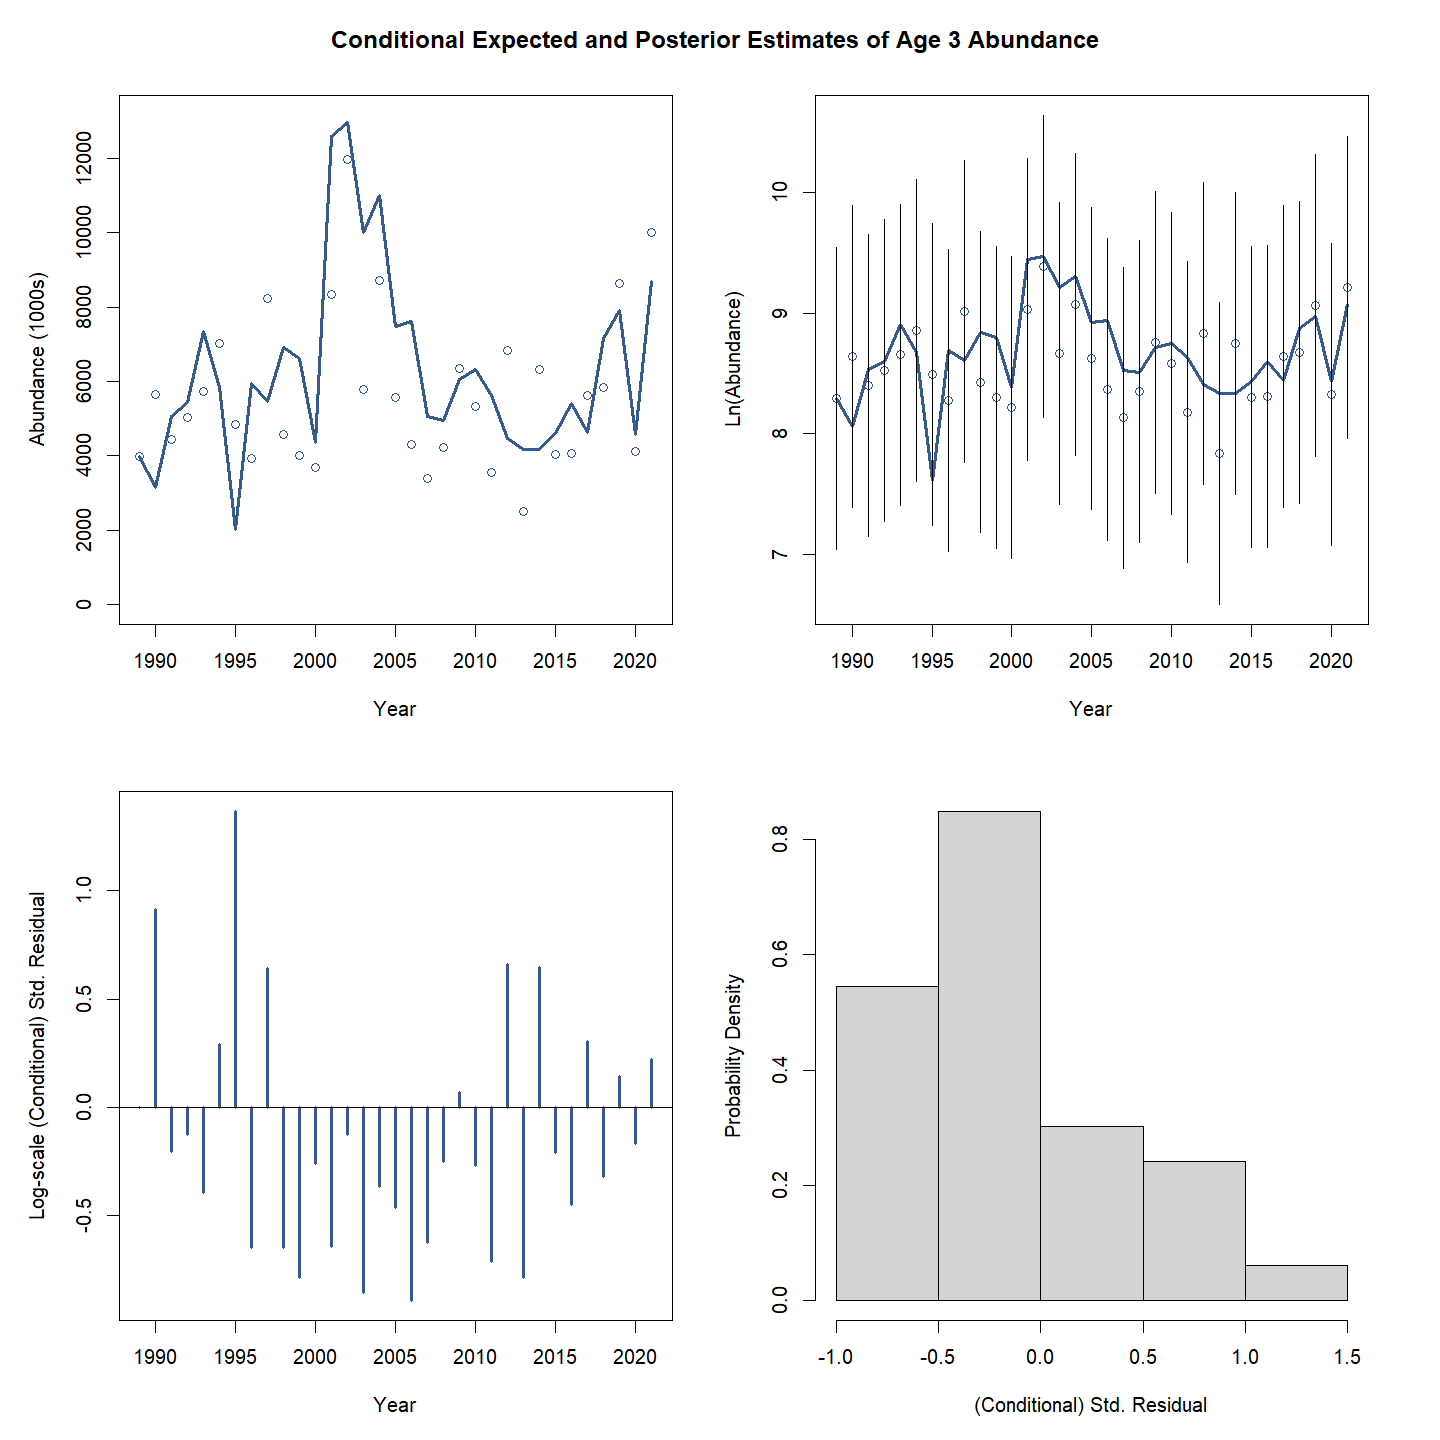 Conditional Expected and Posterior Estimates of Age 3 Abundance
Abundance (1000s)
12000
10000
8000
6000
4000
2000
0
1990 1995 2000 2005 2010 2015 2020
Year
Ln(Abundance)
10
9
8
7
1990 1995 2000 2005 2010 2015 2020
Year
Log-scale (Conditional) Std. Residual
1.0
0.5
0.0
-0.5
1990 1995 2000 2005 2010 2015 2020
Year
Probability Density
0.8
0.6
0.4
0.2
0.0
-1.0 -0.5 0.0 0.5 1.0 1.5
(Conditional) Std. Residual